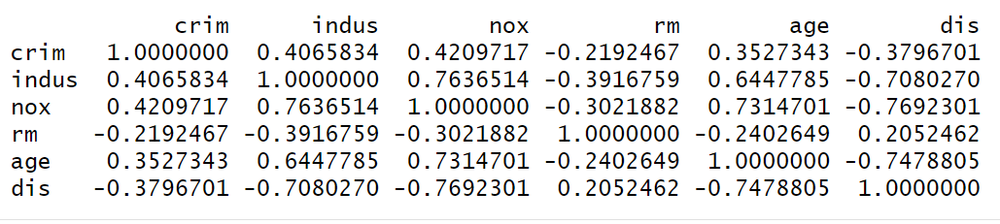 crim indus nox rm age dis
crim 1.0000000 0.4065834 0.4209717 -0.2192467 0.3527343 -0.3796701
indus 0.4065834 1.0000000 0.7636514 -0.3916759 0.6447785 -0.7080270
nox 0.4209717 0.7636514 1.0000000 -0.3021882 0.7314701 -0.7692301
rm -0.2192467 -0.3916759 -0.3021882 1.0000000 -0.2402649 0.2052462
age 0.3527343 0.6447785 0.7314701 -0.2402649 1.0000000 -0.7478805
dis -0.3796701 -0.7080270 -0.7692301 0.2052462 -0.7478805 1.0000000